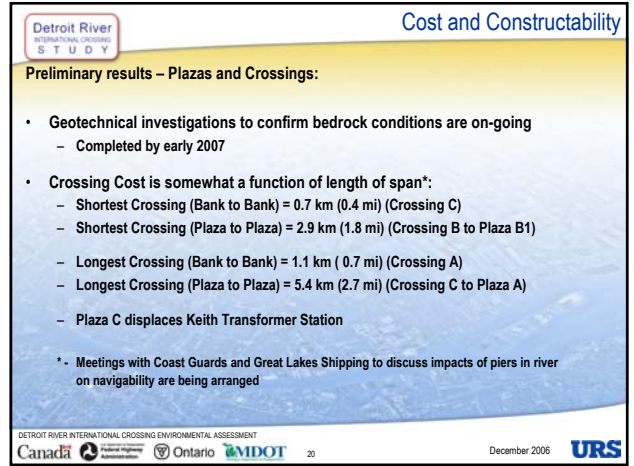 Detroit River
INTERNATIONAL CROSSING
S T U D Y
Cost and Constructability
Preliminary results – Plazas and Crossings:
• Geotechnical investigations to confirm bedrock conditions are on-going
– Completed by early 2007
• Crossing Cost is somewhat a function of length of span*:
– Shortest Crossing (Bank to Bank) = 0.7 km (0.4 mi) (Crossing C)
– Shortest Crossing (Plaza to Plaza) = 2.9 km (1.8 mi) (Crossing B to Plaza B1)
– Longest Crossing (Bank to Bank) = 1.1 km ( 0.7 mi) (Crossing A)
– Longest Crossing (Plaza to Plaza) = 5.4 km (2.7 mi) (Crossing C to Plaza A)
– Plaza C displaces Keith Transformer Station
* - Meetings with Coast Guards and Great Lakes Shipping to discuss impacts of piers in river
on navigability are being arranged
DETROIT RIVER INTERNATIONAL CROSSING ENVIRONMENTAL ASSESSMENT
Canada Federal Highway Administration Ontario MDOT 20 December 2006 URS